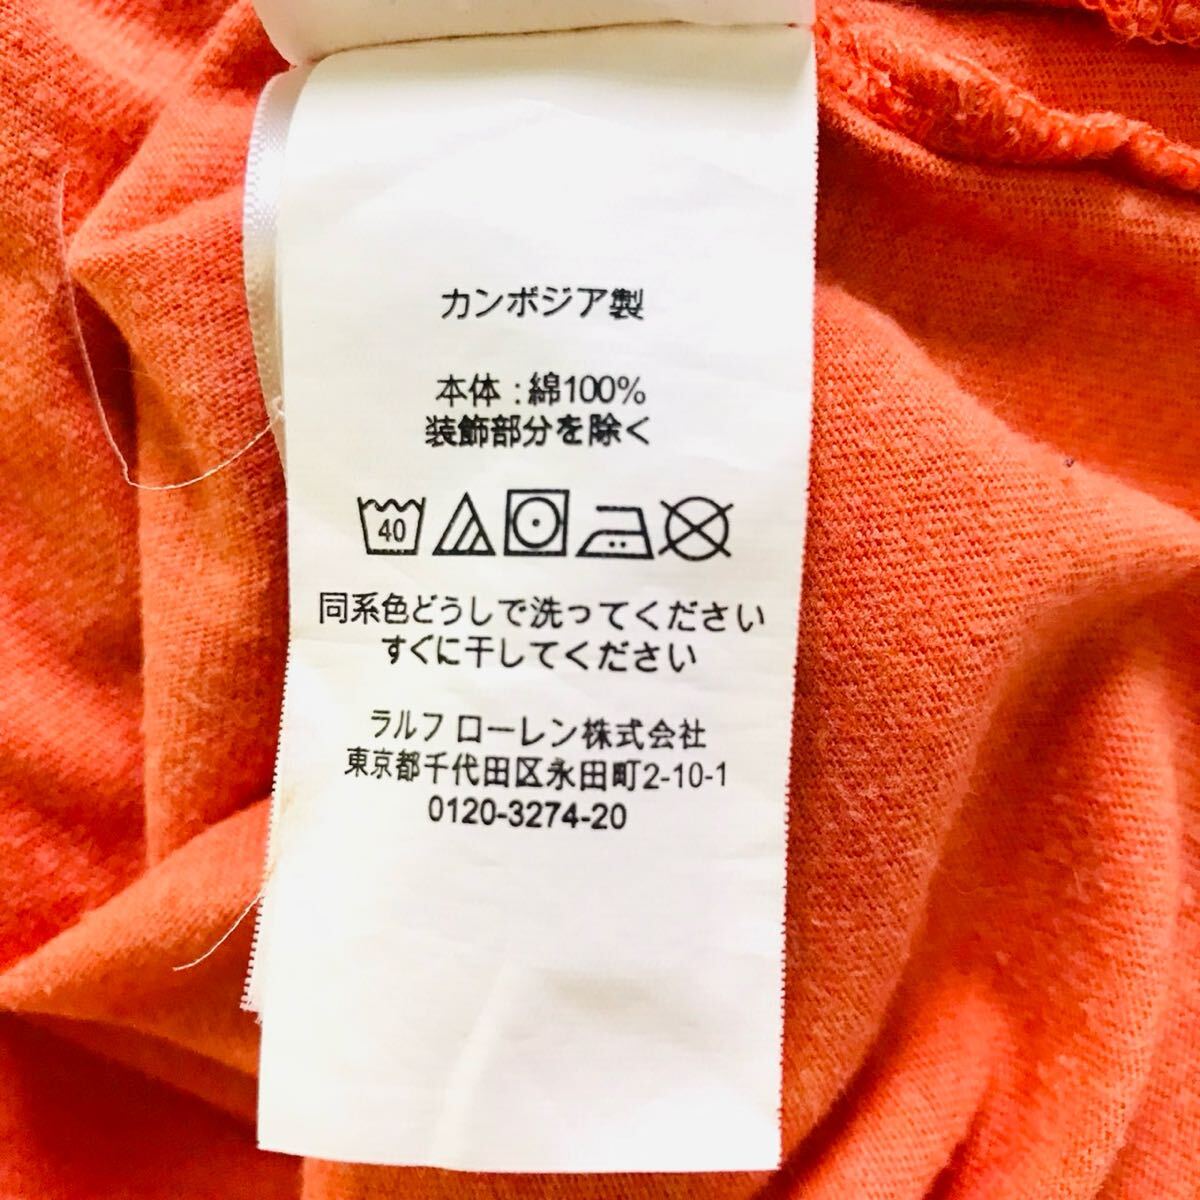 カンボジア製
本体 : 綿100%
装飾部分を除く
40
同系色どうしで洗ってください
すぐに干してください
ラルフ ローレン株式会社
東京都千代田区永田町2-10-1
0120-3274-20